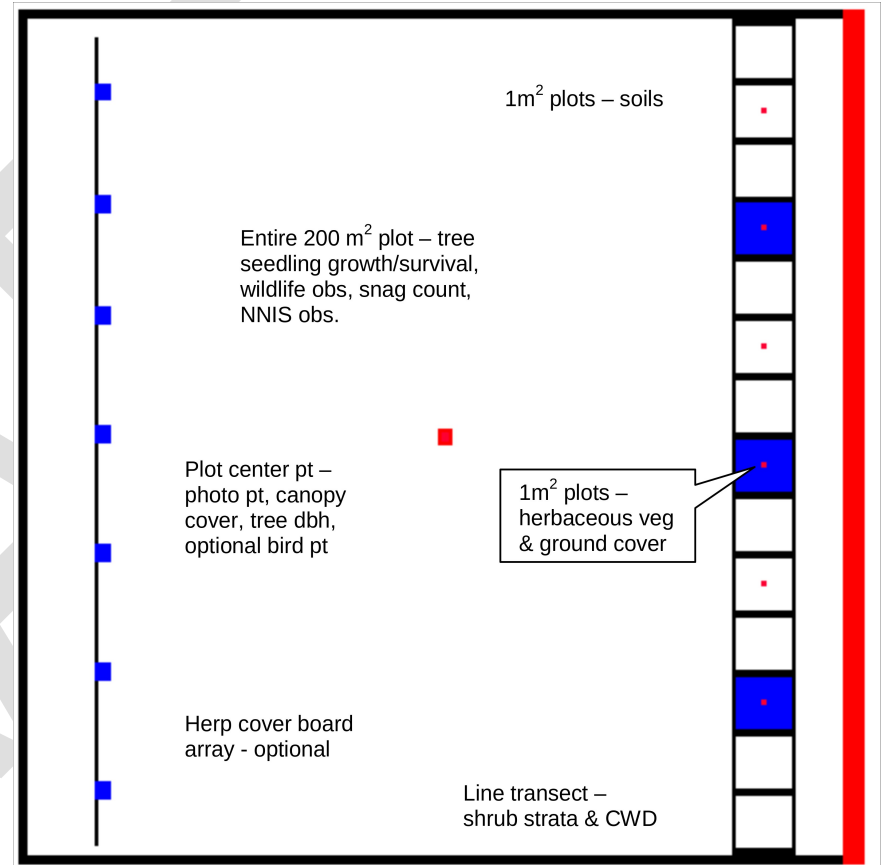 1m² plots – soils
Entire 200 m² plot – tree
seedling growth/survival,
wildlife obs, snag count,
NNIS obs.
Plot center pt –
photo pt, canopy
cover, tree dbh,
optional bird pt
1m² plots –
herbaceous veg
& ground cover
Herp cover board
array - optional
Line transect –
shrub strata & CWD